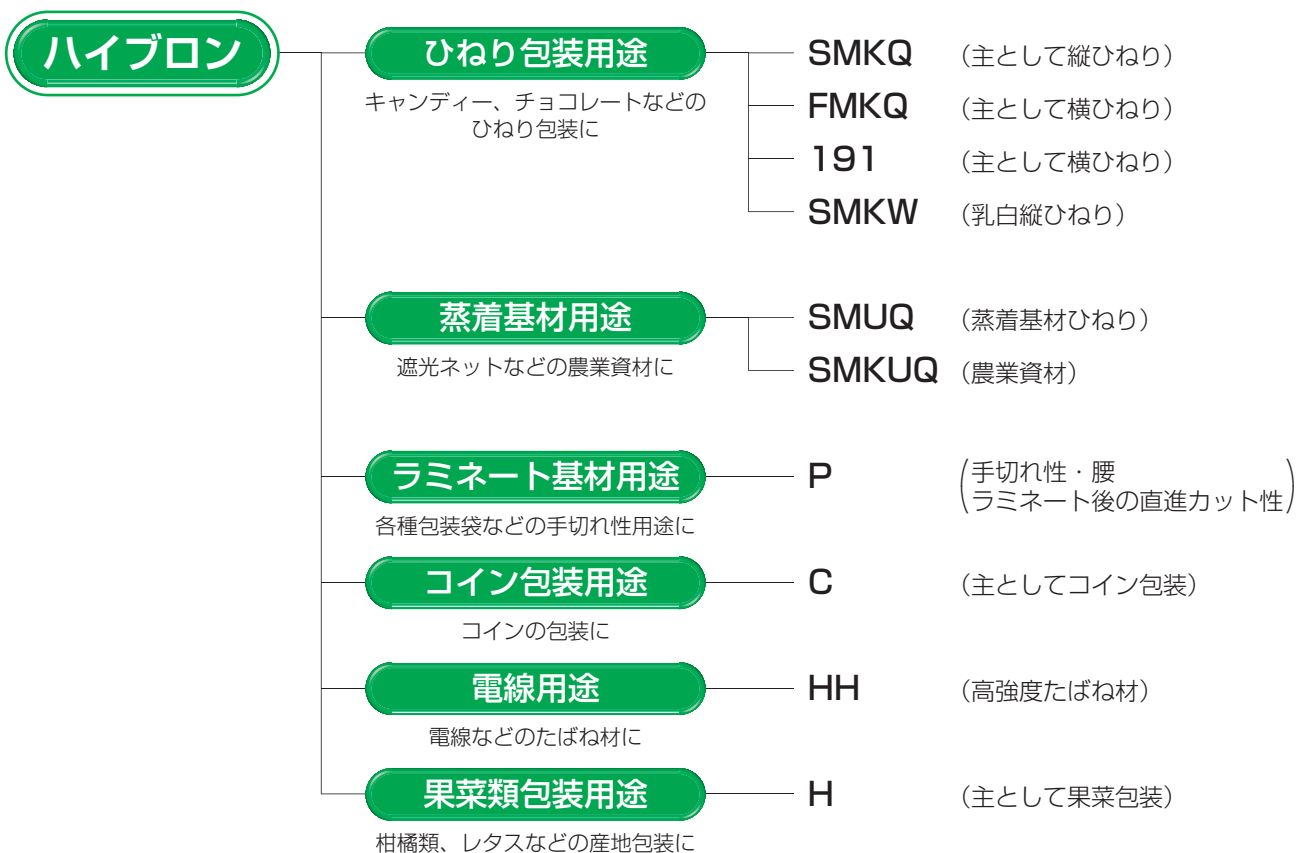 ハイブロン
ひねり包装用途
キャンディー、チョコレートなどの
ひねり包装に
SMKQ （主として縦ひねり）
FMKQ （主として横ひねり）
191 （主として横ひねり）
SMKW （乳白縦ひねり）
蒸着基材用途
遮光ネットなどの農業資材に
SMUQ （蒸着基材ひねり）
SMKUQ （農業資材）
ラミネート基材用途
各種包装袋などの手切れ性用途に
P （手切れ性・腰
ラミネート後の直進カット性）
コイン包装用途
コインの包装に
C （主としてコイン包装）
電線用途
電線などのたばね材に
HH （高強度たばね材）
果菜類包装用途
柑橘類、レタスなどの産地包装に
H （主として果菜包装）